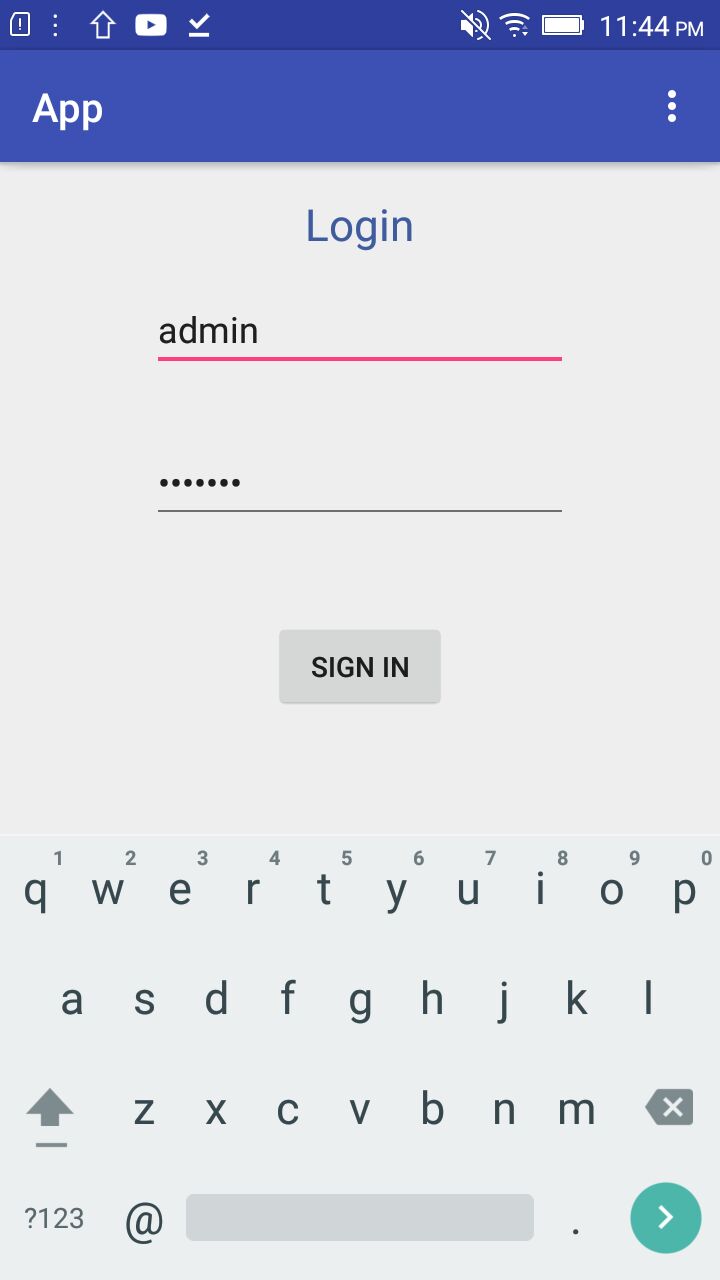 11:44 PM
App
Login
admin
•••••••
SIGN IN
1 2 3 4 5 6 7 8 9 0
q w e r t y u i o p
a s d f g h j k l
z x c v b n m
?123 @ .